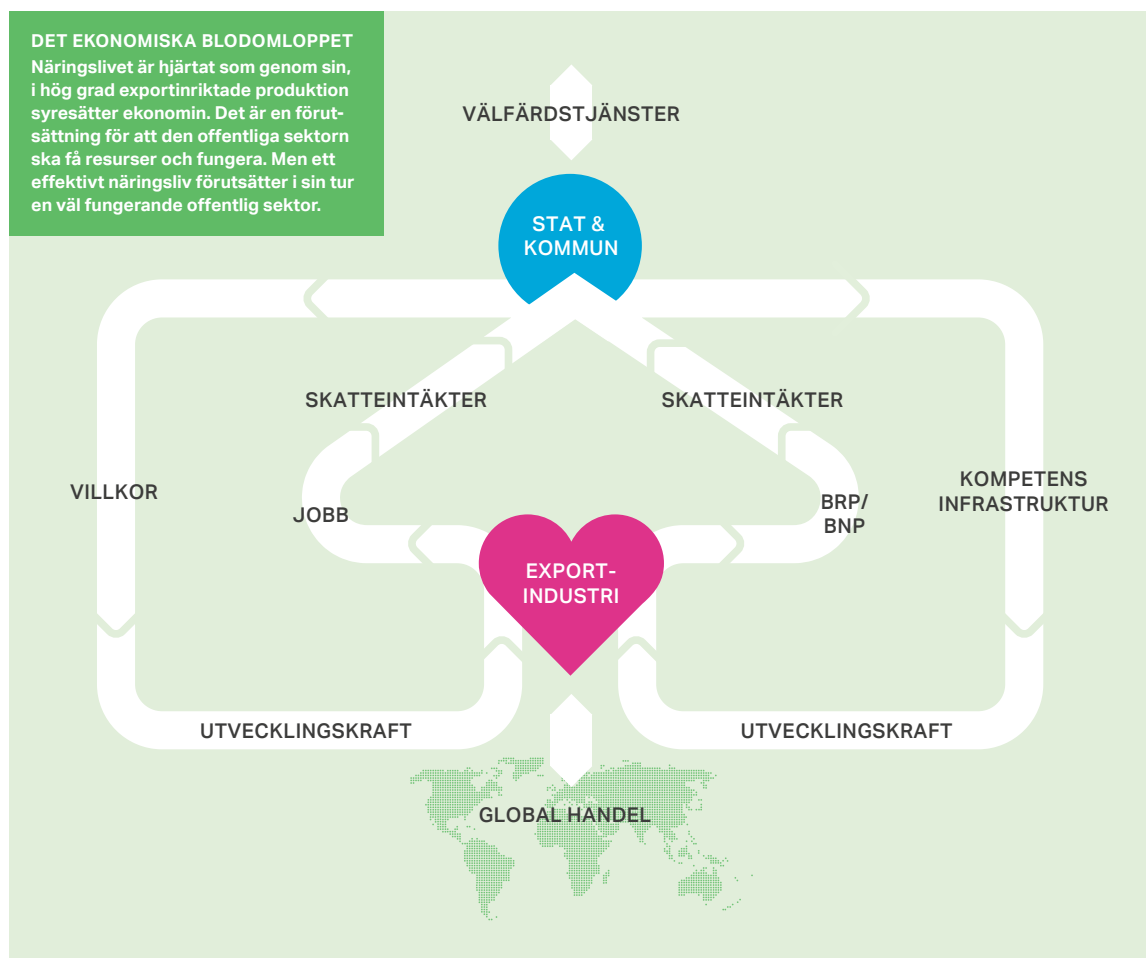 DET EKONOMISKA BLODOMLOPPET
Näringslivet är hjärtat som genom sin,
i hög grad exportinriktade produktion
syresätter ekonomin. Det är en förut-
sättning för att den offentliga sektorn
ska få resurser och fungera. Men ett
effektivt näringsliv förutsätter i sin tur
en väl fungerande offentlig sektor.
VÄLFÄRDSTJÄNSTER
STAT &
KOMMUN
SKATTEINTÄKTER
SKATTEINTÄKTER
VILLKOR
JOBB
BRP/
BNP
KOMPETENS
INFRASTRUKTUR
EXPORT-
INDUSTRI
UTVECKLINGSKRAFT
UTVECKLINGSKRAFT
GLOBAL HANDEL